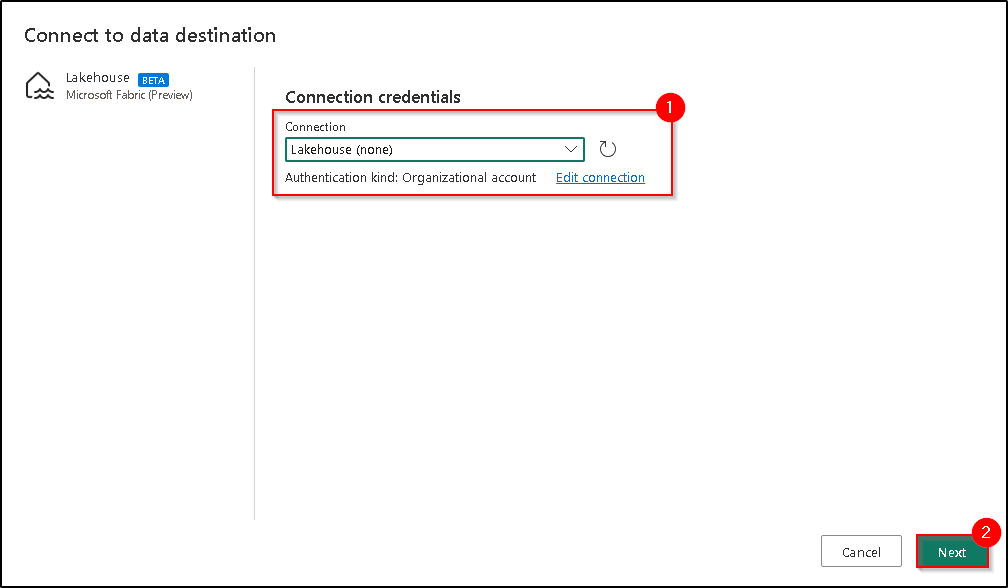 Connect to data destination
Lakehouse BETA
Microsoft Fabric (Preview)
Connection credentials
1
Connection
Lakehouse (none)
Authentication kind: Organizational account Edit connection
2
Cancel Next